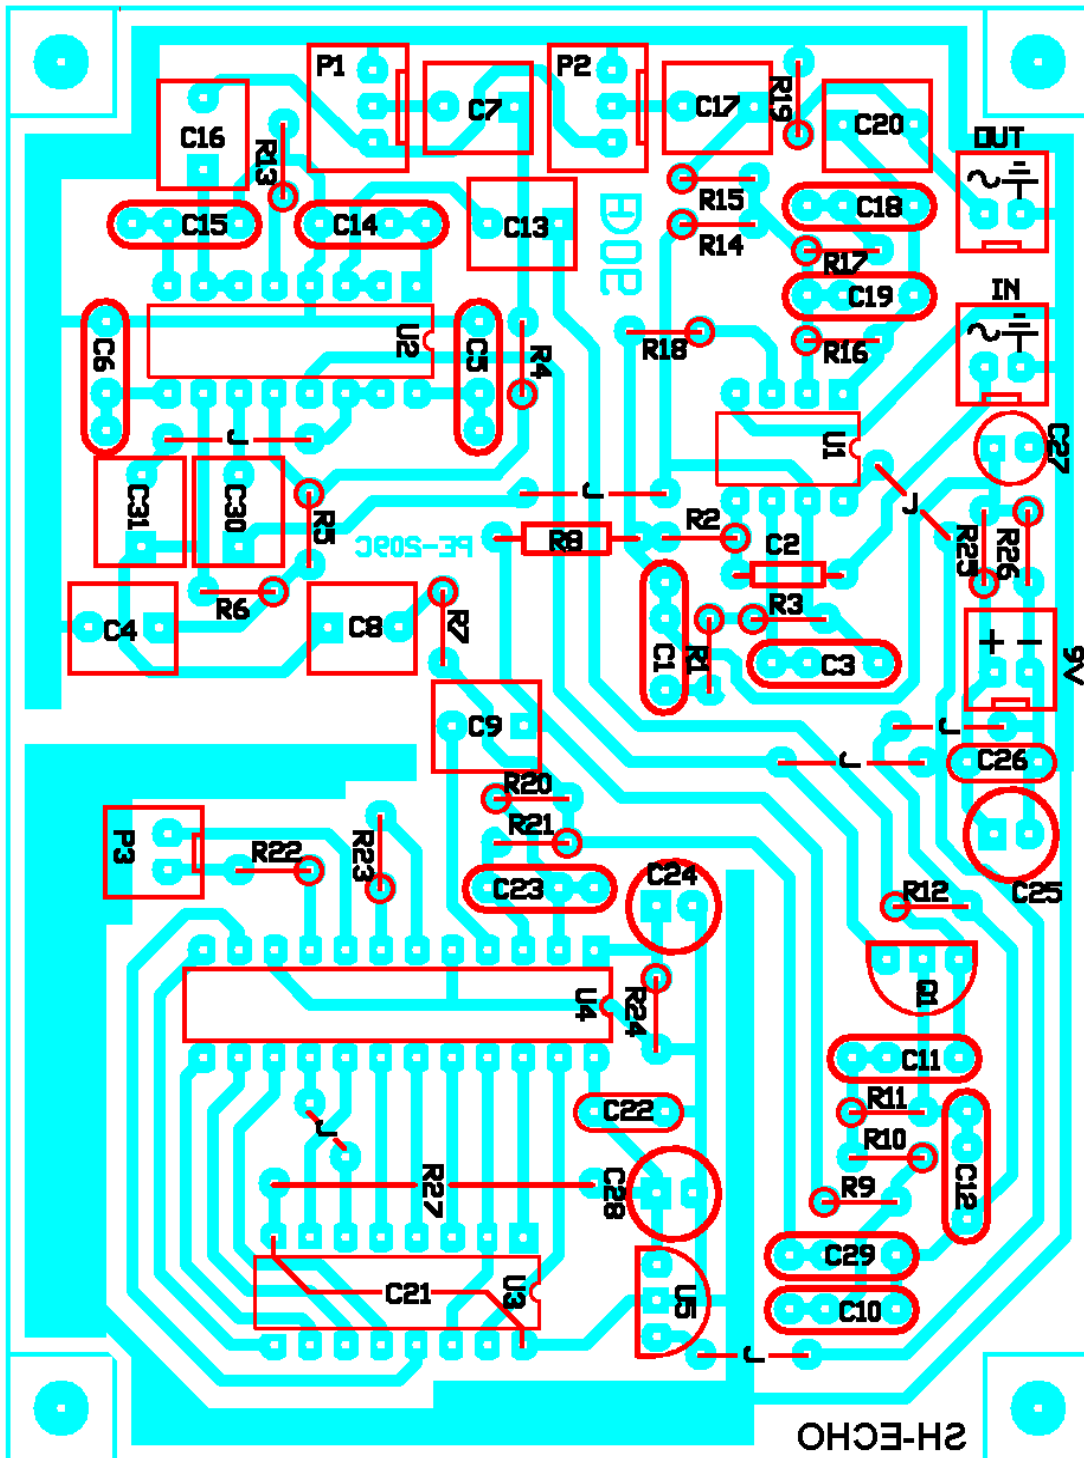 P1
P2
C16
C7
C17
R19
C20
OUT
R13
R15
C15
C14
C13
R14
C18
R17
DOE
90
C19
IN
C6
U2
C5
R4
R18
R16
J
U1
C27
C31
C30
R5
J
J
R8
R2
C2
R25
R26
PE-209C
R6
C4
C8
R7
C1
R1
R3
C3
+ -
9V
C9
J
J
C26
R20
R21
P3
R22
R23
C23
C24
R12
C25
U4
R24
Q1
C11
J
C22
R11
R10
R27
C28
R9
C12
C21
U3
U5
C29
C10
J
SH-ECHO